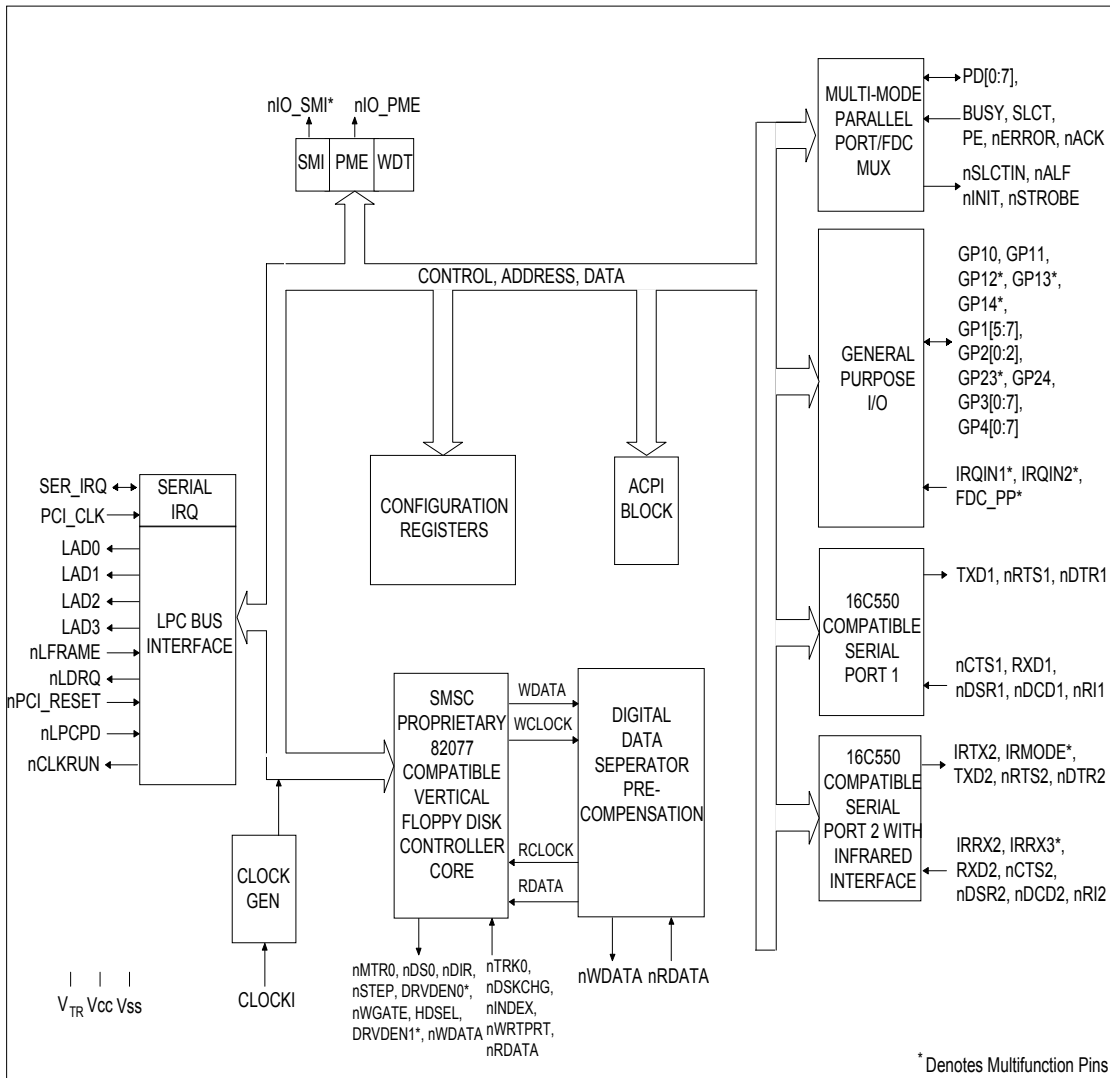 nIO_SMI*
nIO_PME
SMI
PME
WDT
CONTROL, ADDRESS, DATA
MULTI-MODE
PARALLEL
PORT/FDC
MUX
PD[0:7],
BUSY, SLCT,
PE, nERROR, nACK
nSLCTIN, nALF
nINIT, nSTROBE
GENERAL
PURPOSE
I/O
GP10, GP11,
GP12*, GP13*,
GP14*,
GP1[5:7],
GP2[0:2],
GP23*, GP24,
GP3[0:7],
GP4[0:7]
IRQIN1*, IRQIN2*,
FDC_PP*
CONFIGURATION
REGISTERS
ACPI
BLOCK
SER_IRQ
PCI_CLK
SERIAL
IRQ
LAD0
LAD1
LAD2
LAD3
nLFRAME
nLDRQ
nPCI_RESET
nLPCPD
nCLKRUN
LPC BUS
INTERFACE
16C550
COMPATIBLE
SERIAL
PORT 1
TXD1, nRTS1, nDTR1
nCTS1, RXD1,
nDSR1, nDCD1, nRI1
SMSC
PROPRIETARY
82077
COMPATIBLE
VERTICAL
FLOPPY DISK
CONTROLLER
CORE
WDATA
WCLOCK
RCLOCK
RDATA
DIGITAL
DATA
SEPERATOR
PRE-
COMPENSATION
16C550
COMPATIBLE
SERIAL
PORT 2 WITH
INFRARED
INTERFACE
IRTX2, IRMODE*,
TXD2, nRTS2, nDTR2
IRRX2, IRRX3*,
RXD2, nCTS2,
nDSR2, nDCD2, nRI2
CLOCK
GEN
CLOCKI
nMTR0, nDS0, nDIR,
nSTEP, DRVDEN0*,
nWGATE, HDSEL,
DRVDEN1*, nWDATA
nTRK0,
nDSKCHG,
nINDEX,
nWRTPRT,
nRDATA
nWDATA
nRDATA
VTR Vcc Vss
* Denotes Multifunction Pins